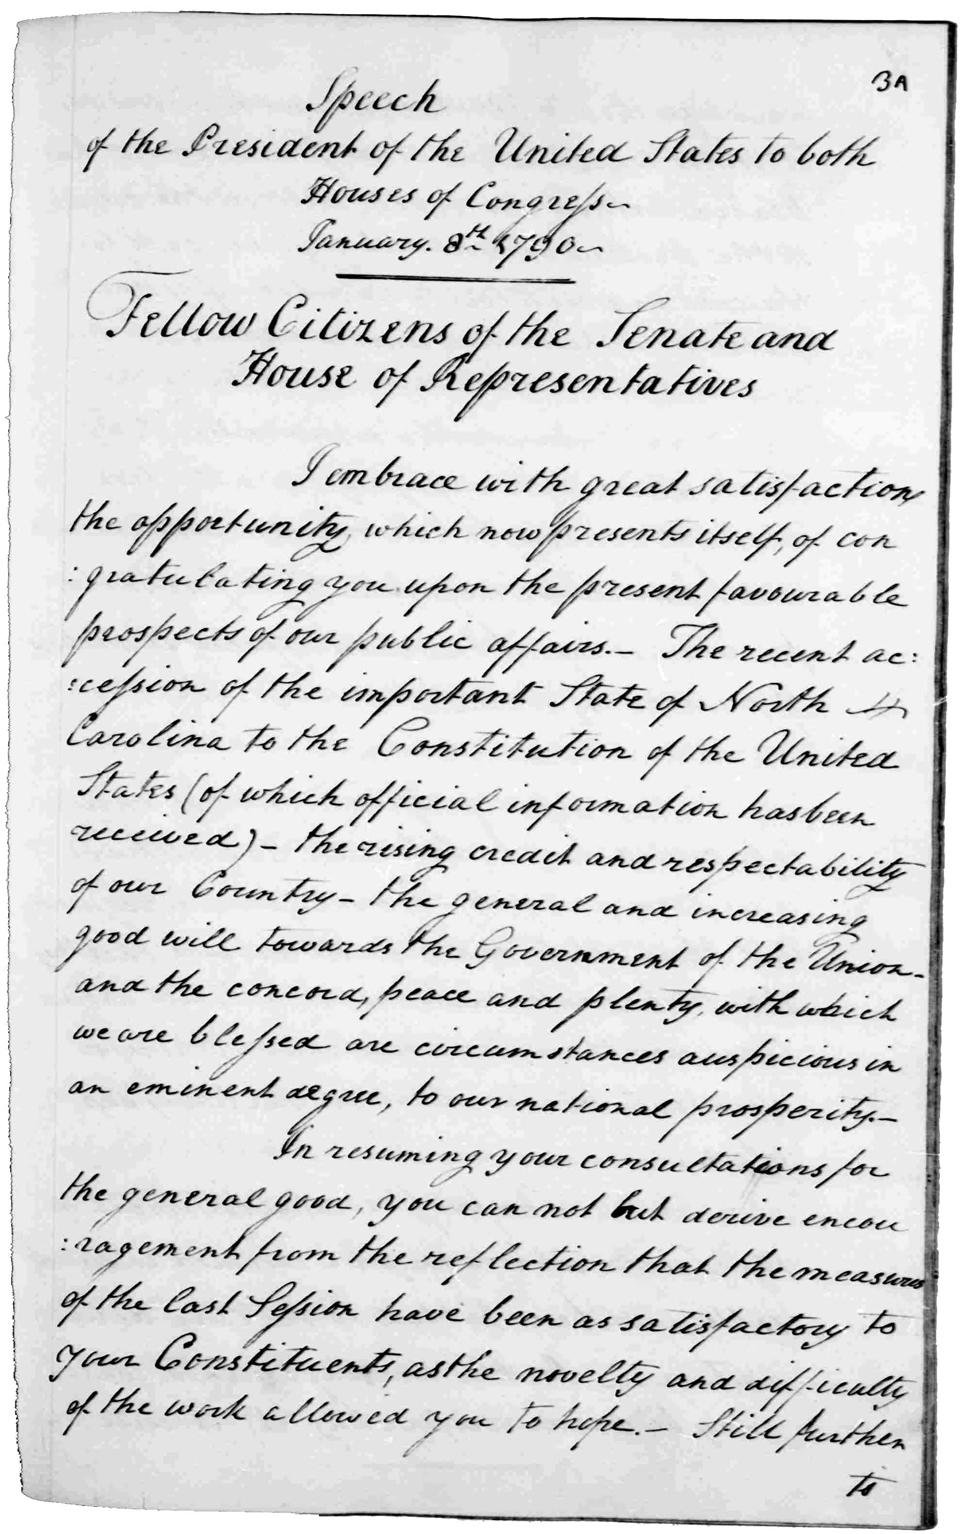 3A
Speech
of the President of the United States to both
Houses of Congreſs
January. 8th 1790
Fellow Citizens of the Senate and
House of Representatives
I embrace with great satisfaction
the opportunity, which now presents itself, of con
:gratulating you upon the present favourable
prospects of our public affairs.— The recent ac:
:ceſsion of the important State of North
Carolina to the Constitution of the United
States (of which official information has been
received) – the rising credit and respectability
of our Country – the general and increasing
good will towards the Government of the Union–
and the concord, peace and plenty, with which
we are bleſsed are circumstances auspicious in
an eminent degree, to our national prosperity.—
In resuming your consultations for
the general good, you can not but derive encou
:ragement from the reflection that the measures
of the last Seſsion have been as satisfactory to
your Constituents, as the novelty and difficulty
of the work allowed you to hope.— Still further
to